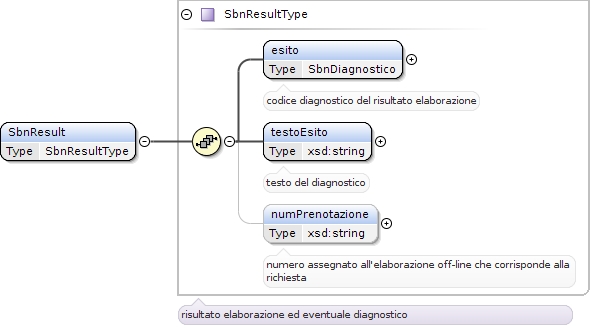 SbnResultType
esito
Type SbnDiagnostico
codice diagnostico del risultato elaborazione
SbnResult
Type SbnResultType
testoEsito
Type xsd:string
testo del diagnostico
numPrenotazione
Type xsd:string
numero assegnato all'elaborazione off-line che corrisponde alla
richiesta
risultato elaborazione ed eventuale diagnostico